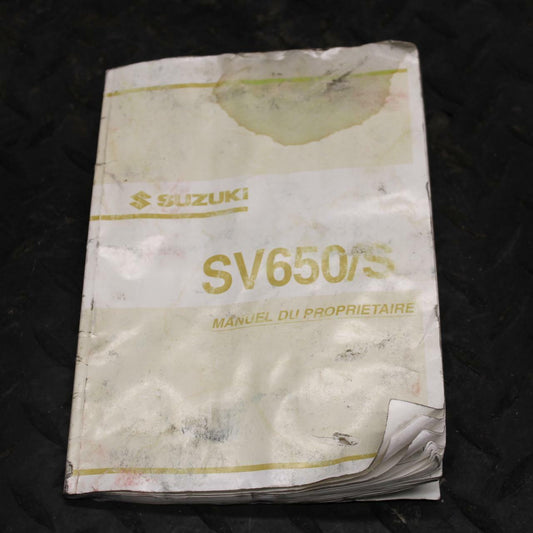 SUZUKI
SV650/S
MANUEL DU PROPRIETAIRE